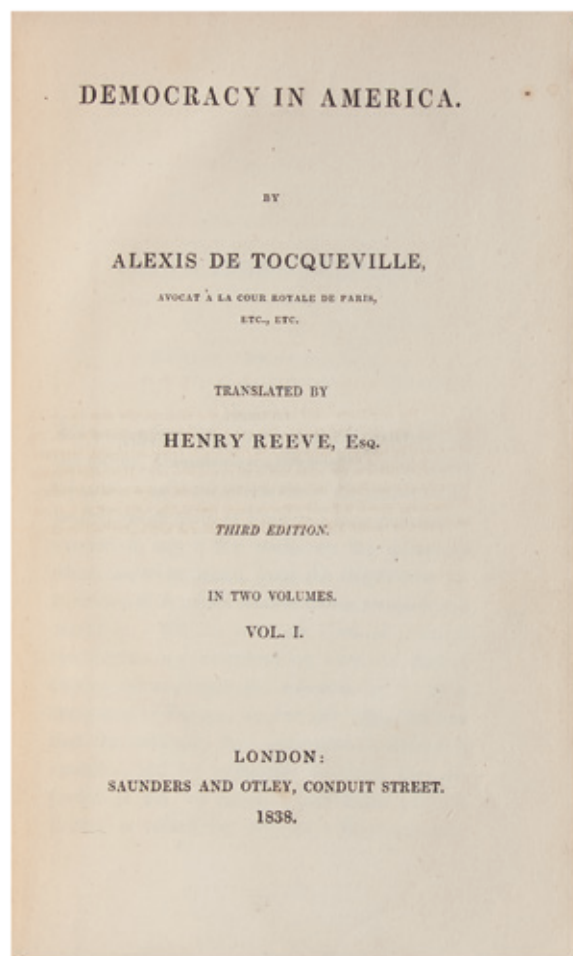 DEMOCRACY IN AMERICA.
BY
ALEXIS DE TOCQUEVILLE,
AVOCAT À LA COUR ROYALE DE PARIS,
ETC., ETC.
TRANSLATED BY
HENRY REEVE, Esq.
THIRD EDITION.
IN TWO VOLUMES.
VOL. I.
LONDON:
SAUNDERS AND OTLEY, CONDUIT STREET.
1838.